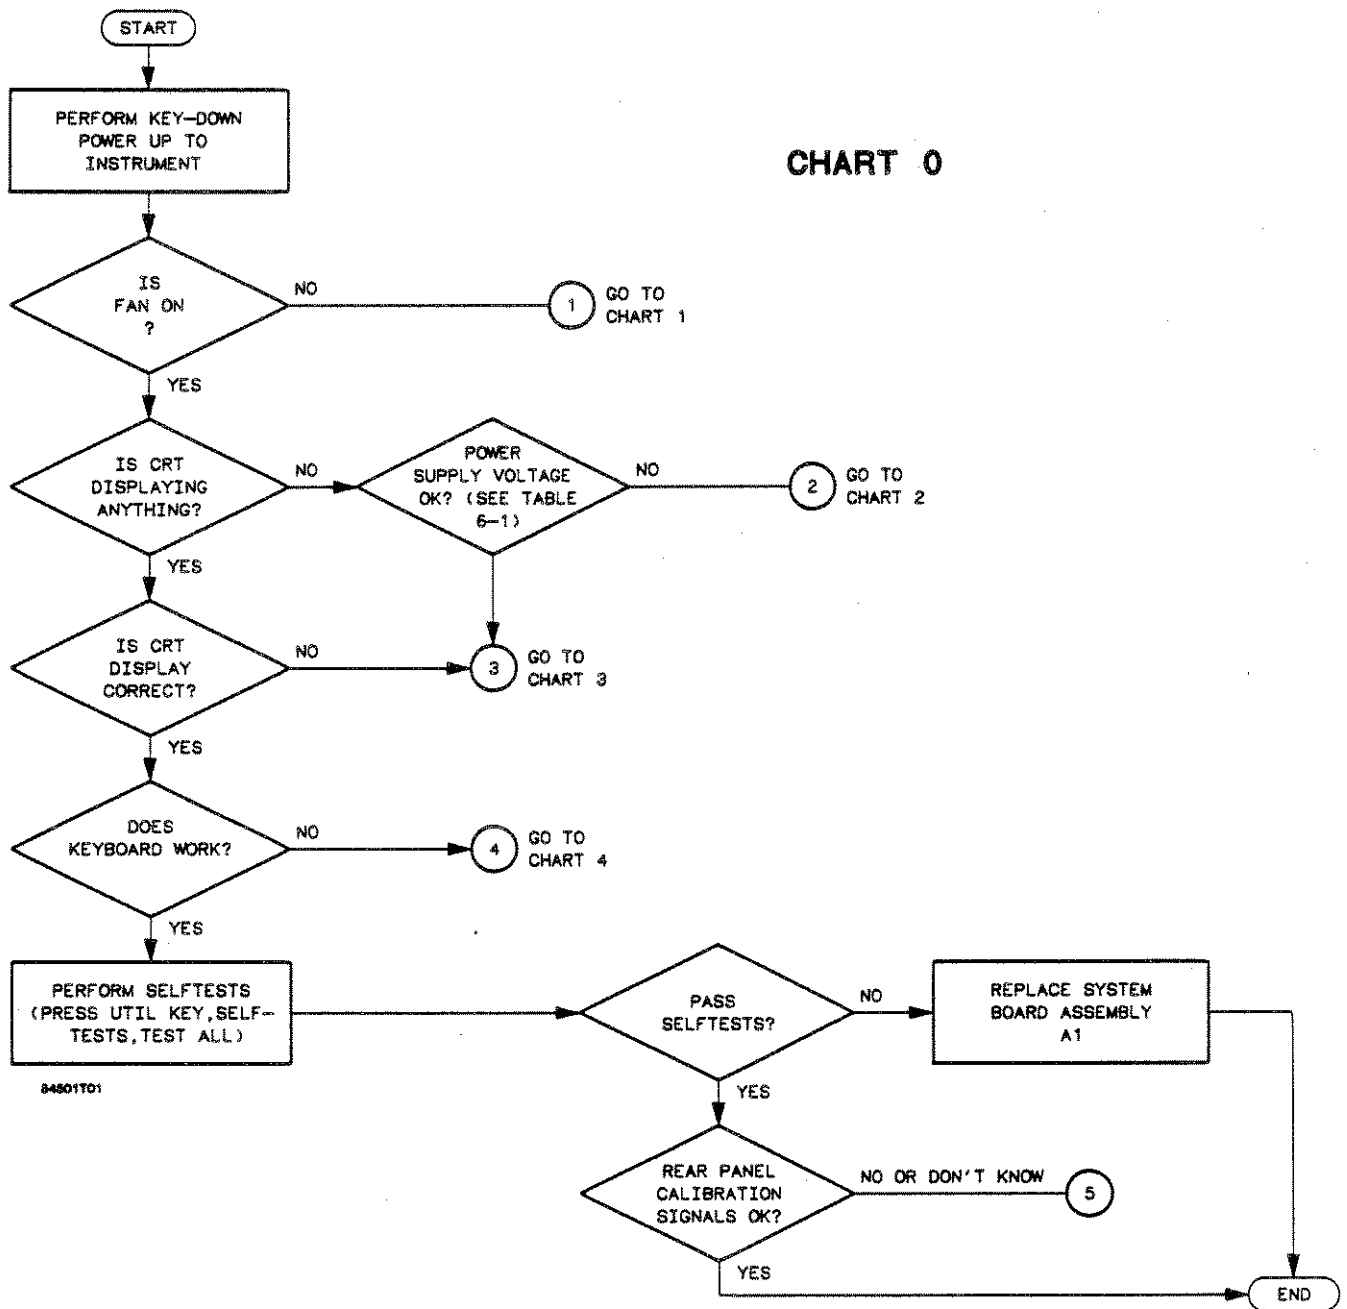 START
PERFORM KEY-DOWN
POWER UP TO
INSTRUMENT
CHART 0
IS
FAN ON
?
NO
1
GO TO
CHART 1
YES
IS CRT
DISPLAYING
ANYTHING?
NO
POWER
SUPPLY VOLTAGE
OK? (SEE TABLE
6-1)
NO
2
GO TO
CHART 2
YES
IS CRT
DISPLAY
CORRECT?
NO
3
GO TO
CHART 3
YES
DOES
KEYBOARD WORK?
NO
4
GO TO
CHART 4
YES
PERFORM SELFTESTS
(PRESS UTIL KEY,SELF-
TESTS,TEST ALL)
PASS
SELFTESTS?
NO
REPLACE SYSTEM
BOARD ASSEMBLY
A1
YES
REAR PANEL
CALIBRATION
SIGNALS OK?
NO OR DON'T KNOW
5
YES
END